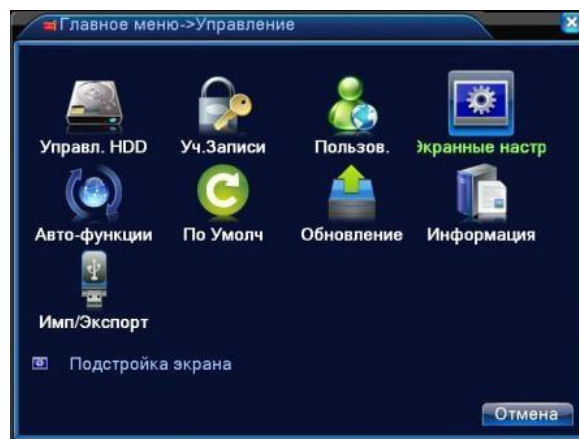 Главное меню->Управление
Управл. HDD Уч.Записи Пользов. Экранные настр
Авто-функции По Умолч Обновление Информация
Имп/Экспорт
Подстройка экрана
Отмена